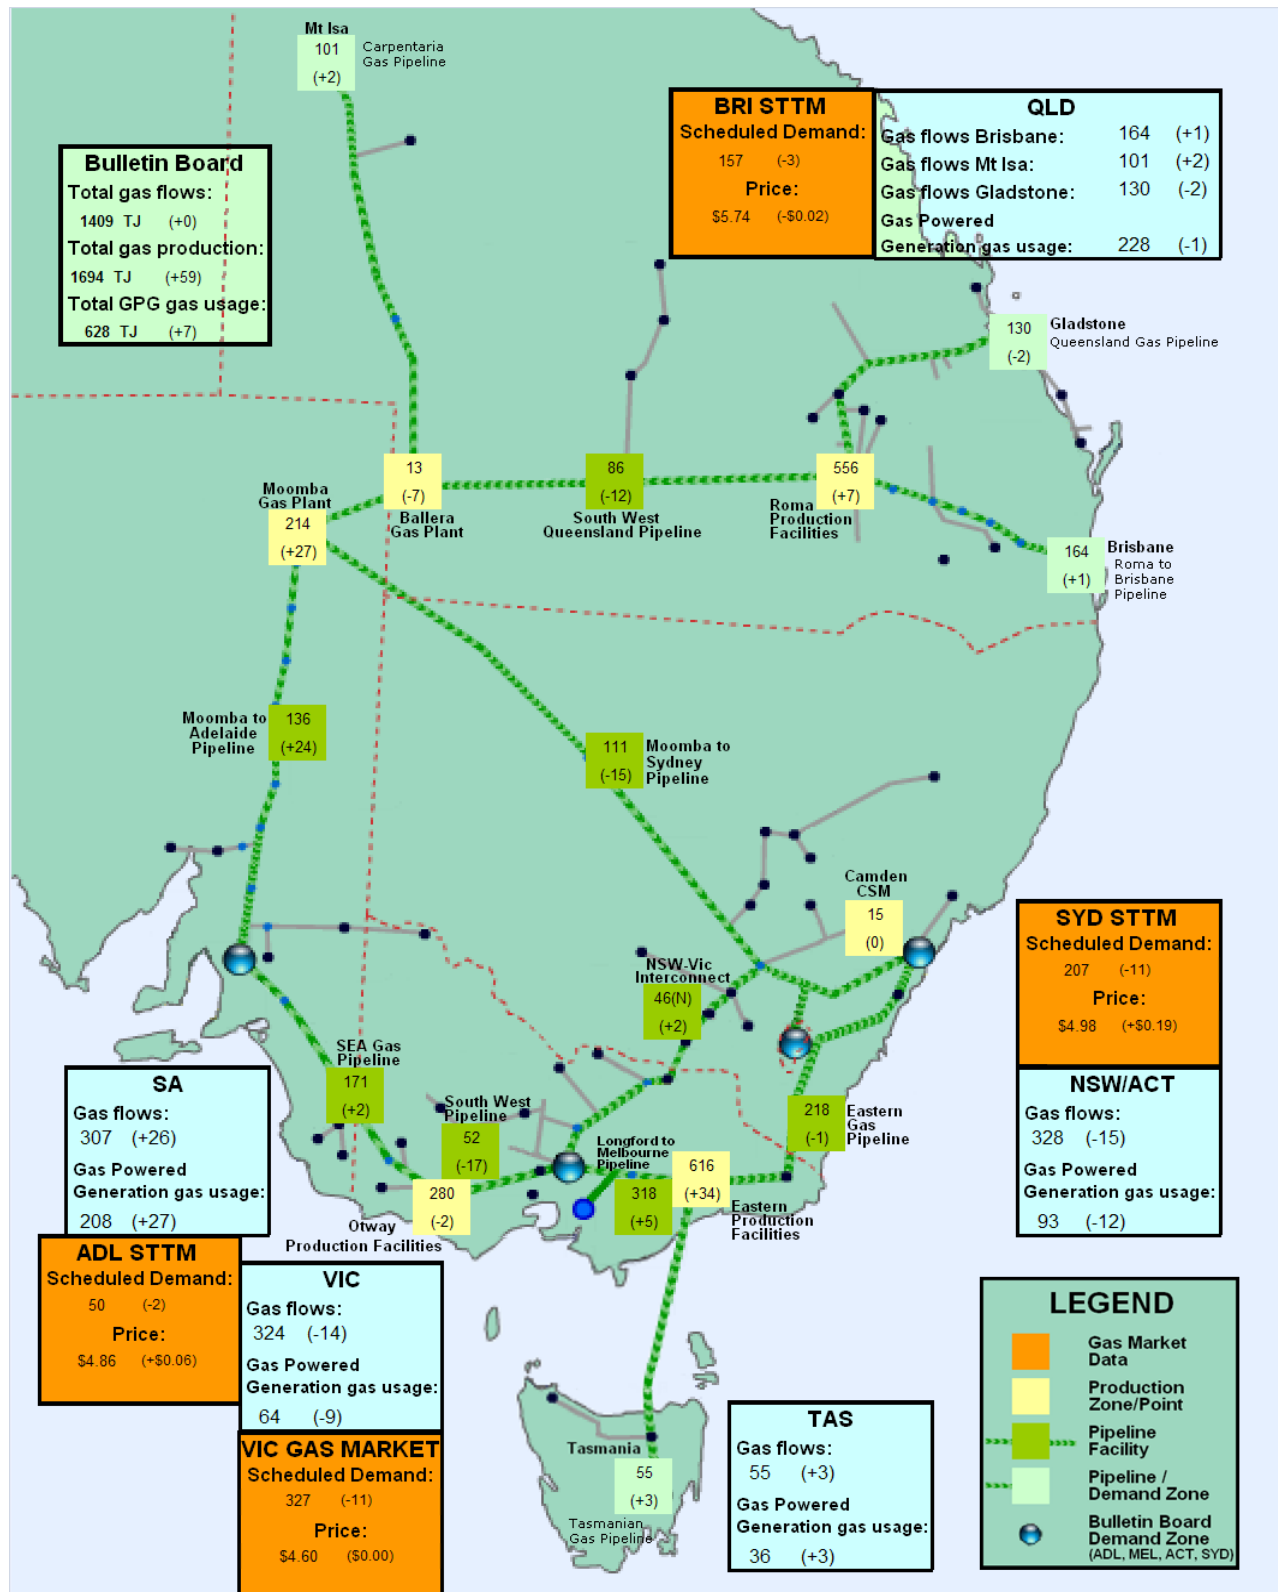 Mt Isa
101
(+2)
Carpentaria
Gas Pipeline
Bulletin Board
Total gas flows:
1409 TJ (+0)
Total gas production:
1694 TJ (+59)
Total GPG gas usage:
628 TJ (+7)
BRI STTM
Scheduled Demand:
157 (-3)
Price:
$5.74 (-$0.02)
QLD
Gas flows Brisbane: 164 (+1)
Gas flows Mt Isa: 101 (+2)
Gas flows Gladstone: 130 (-2)
Gas Powered
Generation gas usage: 228 (-1)
130
(-2)
Gladstone
Queensland Gas Pipeline
13
(-7)
Ballera
Gas Plant
86
(-12)
South West
Queensland Pipeline
556
(+7)
Roma
Production
Facilities
Moomba
Gas Plant
214
(+27)
164
(+1)
Brisbane
Roma to
Brisbane
Pipeline
Moomba to
Adelaide
Pipeline
136
(+24)
111
(-15)
Moomba to
Sydney
Pipeline
Camden
CSM
15
(0)
NSW-Vic
Interconnect
46(N)
(+2)
SYD STTM
Scheduled Demand:
207 (-11)
Price:
$4.98 (+$0.19)
NSW/ACT
Gas flows:
328 (-15)
Gas Powered
Generation gas usage:
93 (-12)
SEA Gas
Pipeline
171
(+2)
South West
Pipeline
52
(-17)
Longford to
Melbourne
Pipeline
318
(+5)
616
(+34)
Eastern
Production
Facilities
218
(-1)
Eastern
Gas
Pipeline
280
(-2)
Otway
Production Facilities
SA
Gas flows:
307 (+26)
Gas Powered
Generation gas usage:
208 (+27)
ADL STTM
Scheduled Demand:
50 (-2)
Price:
$4.86 (+$0.06)
VIC
Gas flows:
324 (-14)
Gas Powered
Generation gas usage:
64 (-9)
VIC GAS MARKET
Scheduled Demand:
327 (-11)
Price:
$4.60 ($0.00)
Tasmania
55
(+3)
Tasmanian
Gas Pipeline
TAS
Gas flows:
55 (+3)
Gas Powered
Generation gas usage:
36 (+3)
LEGEND
Gas Market
Data
Production
Zone/Point
Pipeline
Facility
Pipeline /
Demand Zone
Bulletin Board
Demand Zone
(ADL, MEL, ACT, SYD)